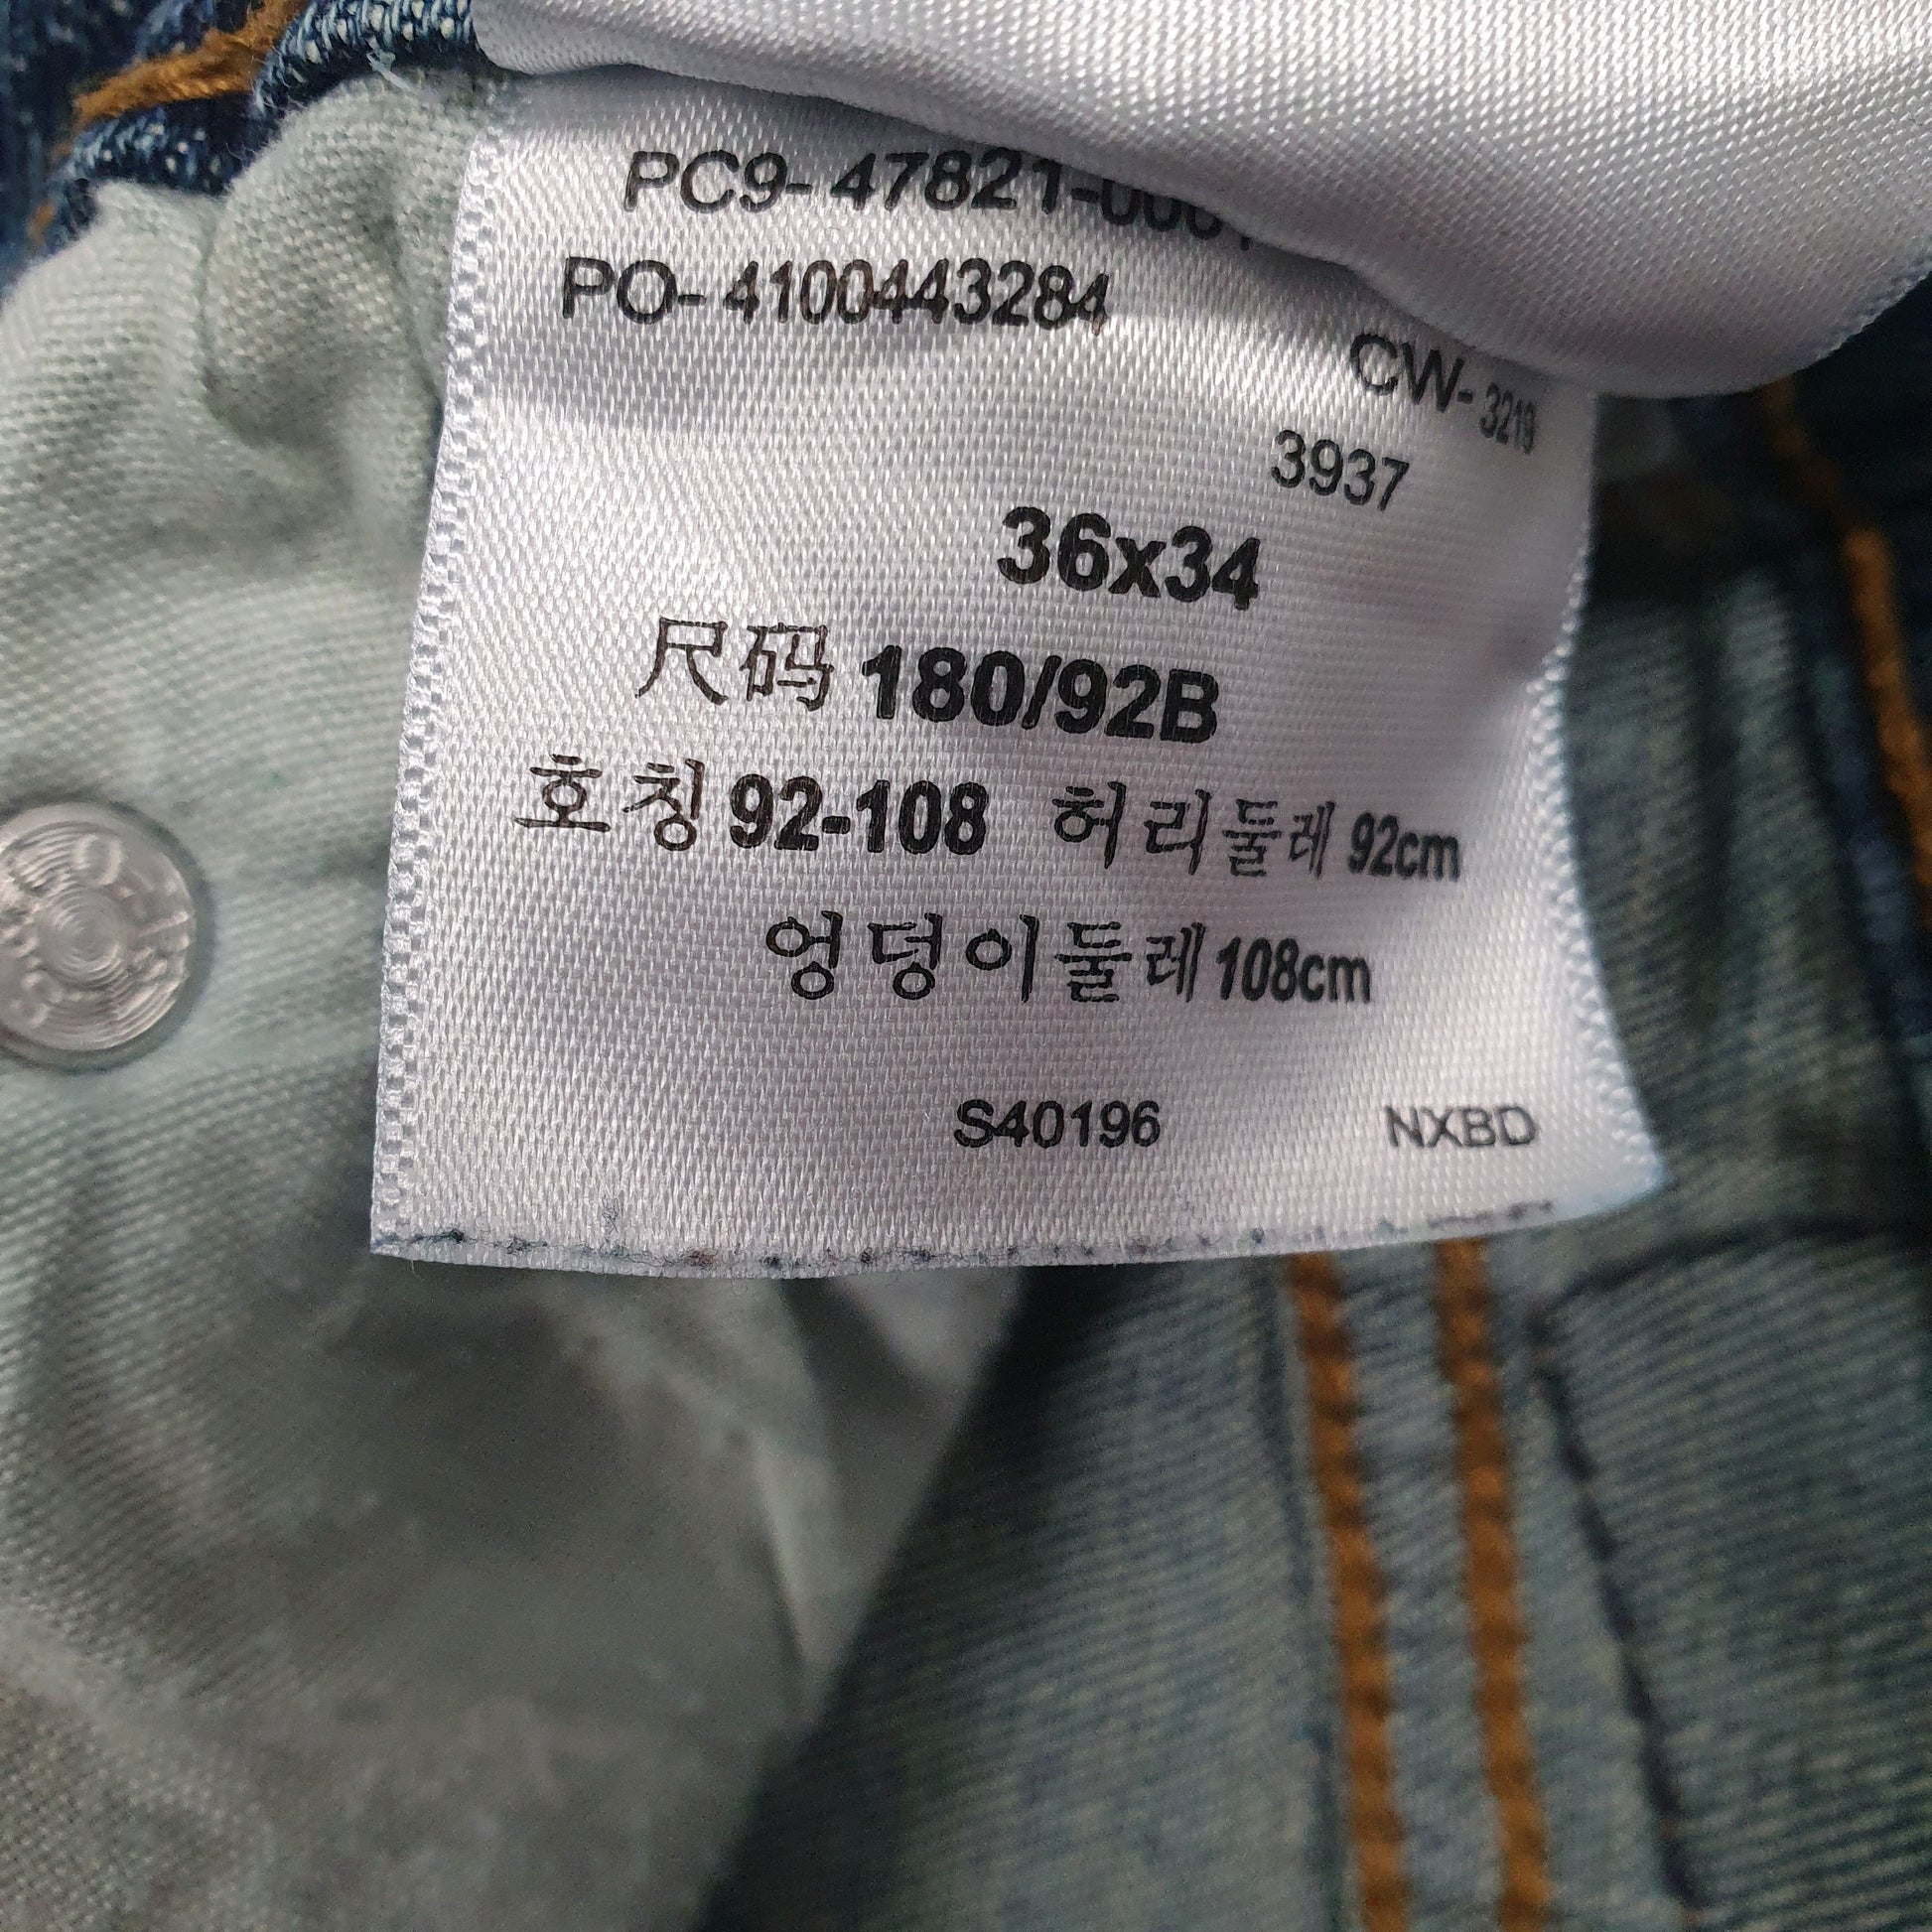 PC9- 47821-0001
PO- 4100443284
CW- 3219
3937
36x34
尺码 180/92B
호칭 92-108 허리둘레 92cm
엉덩이둘레 108cm
S40196 NXBD